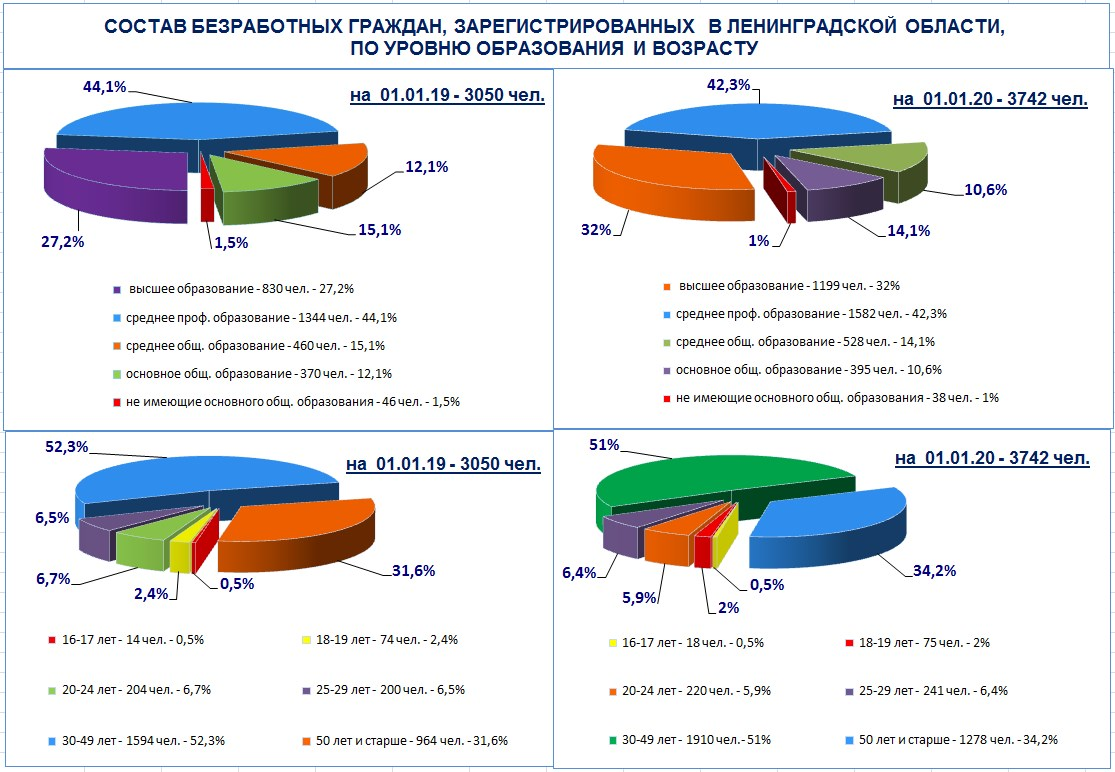 СОСТАВ БЕЗРАБОТНЫХ ГРАЖДАН, ЗАРЕГИСТРИРОВАННЫХ В ЛЕНИНГРАДСКОЙ ОБЛАСТИ,
ПО УРОВНЮ ОБРАЗОВАНИЯ И ВОЗРАСТУ
на 01.01.19 - 3050 чел.
44,1%
12,1%
15,1%
1,5%
27,2%
высшее образование - 830 чел. - 27,2%
среднее проф. образование - 1344 чел. - 44,1%
среднее общ. образование - 460 чел. - 15,1%
основное общ. образование - 370 чел. - 12,1%
не имеющие основного общ. образования - 46 чел. - 1,5%
на 01.01.20 - 3742 чел.
42,3%
10,6%
14,1%
1%
32%
высшее образование - 1199 чел. - 32%
среднее проф. образование - 1582 чел. - 42,3%
среднее общ. образование - 528 чел. - 14,1%
основное общ. образование - 395 чел. - 10,6%
не имеющие основного общ. образования - 38 чел. - 1%
на 01.01.19 - 3050 чел.
52,3%
6,5%
6,7%
2,4%
0,5%
31,6%
16-17 лет - 14 чел. - 0,5%
18-19 лет - 74 чел. - 2,4%
20-24 лет - 204 чел. - 6,7%
25-29 лет - 200 чел. - 6,5%
30-49 лет - 1594 чел. - 52,3%
50 лет и старше - 964 чел. - 31,6%
на 01.01.20 - 3742 чел.
51%
6,4%
5,9%
2%
0,5%
34,2%
16-17 лет - 18 чел. - 0,5%
18-19 лет - 75 чел. - 2%
20-24 лет - 220 чел. - 5,9%
25-29 лет - 241 чел. - 6,4%
30-49 лет - 1910 чел. - 51%
50 лет и старше - 1278 чел. - 34,2%